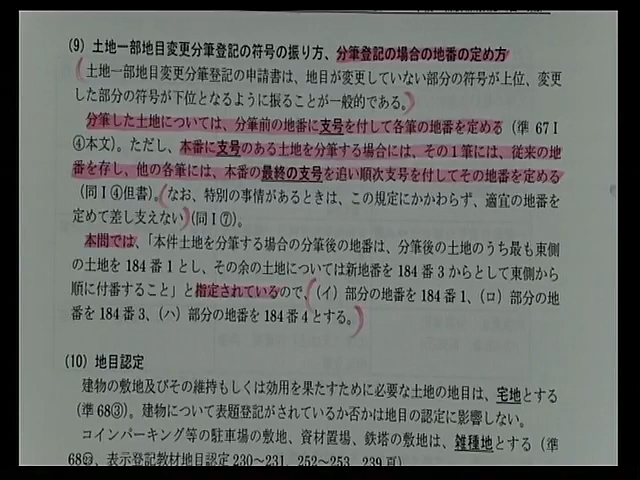 (9) 土地一部地目変更分筆登記の符号の振り方、分筆登記の場合の地番の定め方
土地一部地目変更分筆登記の申請書は、地目が変更していない部分の符号が上位、変更
した部分の符号が下位となるように振ることが一般的である。
分筆した土地については、分筆前の地番に支号を付して各筆の地番を定める（準 67Ⅰ
④本文）。ただし、本番に支号のある土地を分筆する場合には、その１筆には、従来の地
番を存し、他の各筆には、本番の最終の支号を追い順次支号を付してその地番を定める
（同Ⅰ④但書）。なお、特別の事情があるときは、この規定にかかわらず、適宜の地番を
定めて差し支えない（同Ⅰ⑦）。
本問では、「本件土地を分筆する場合の分筆後の地番は、分筆後の土地のうち最も東側
の土地を 184 番 1 とし、その余の土地については新地番を 184 番 3 からとして東側から
順に付番すること」と指定されているので、（イ）部分の地番を 184 番 1、（ロ）部分の地
番を 184 番 3、（ハ）部分の地番を 184 番 4 とする。
(10) 地目認定
建物の敷地及びその維持もしくは効用を果たすために必要な土地の地目は、宅地とする
（準 68③）。建物について表題登記がされているか否かは地目の認定に影響しない。
コインパーキング等の駐車場の敷地、資材置場、鉄塔の敷地は、雑種地とする（準
68㉓、表示登記教材地目認定 230～231、252～253、239 頁）